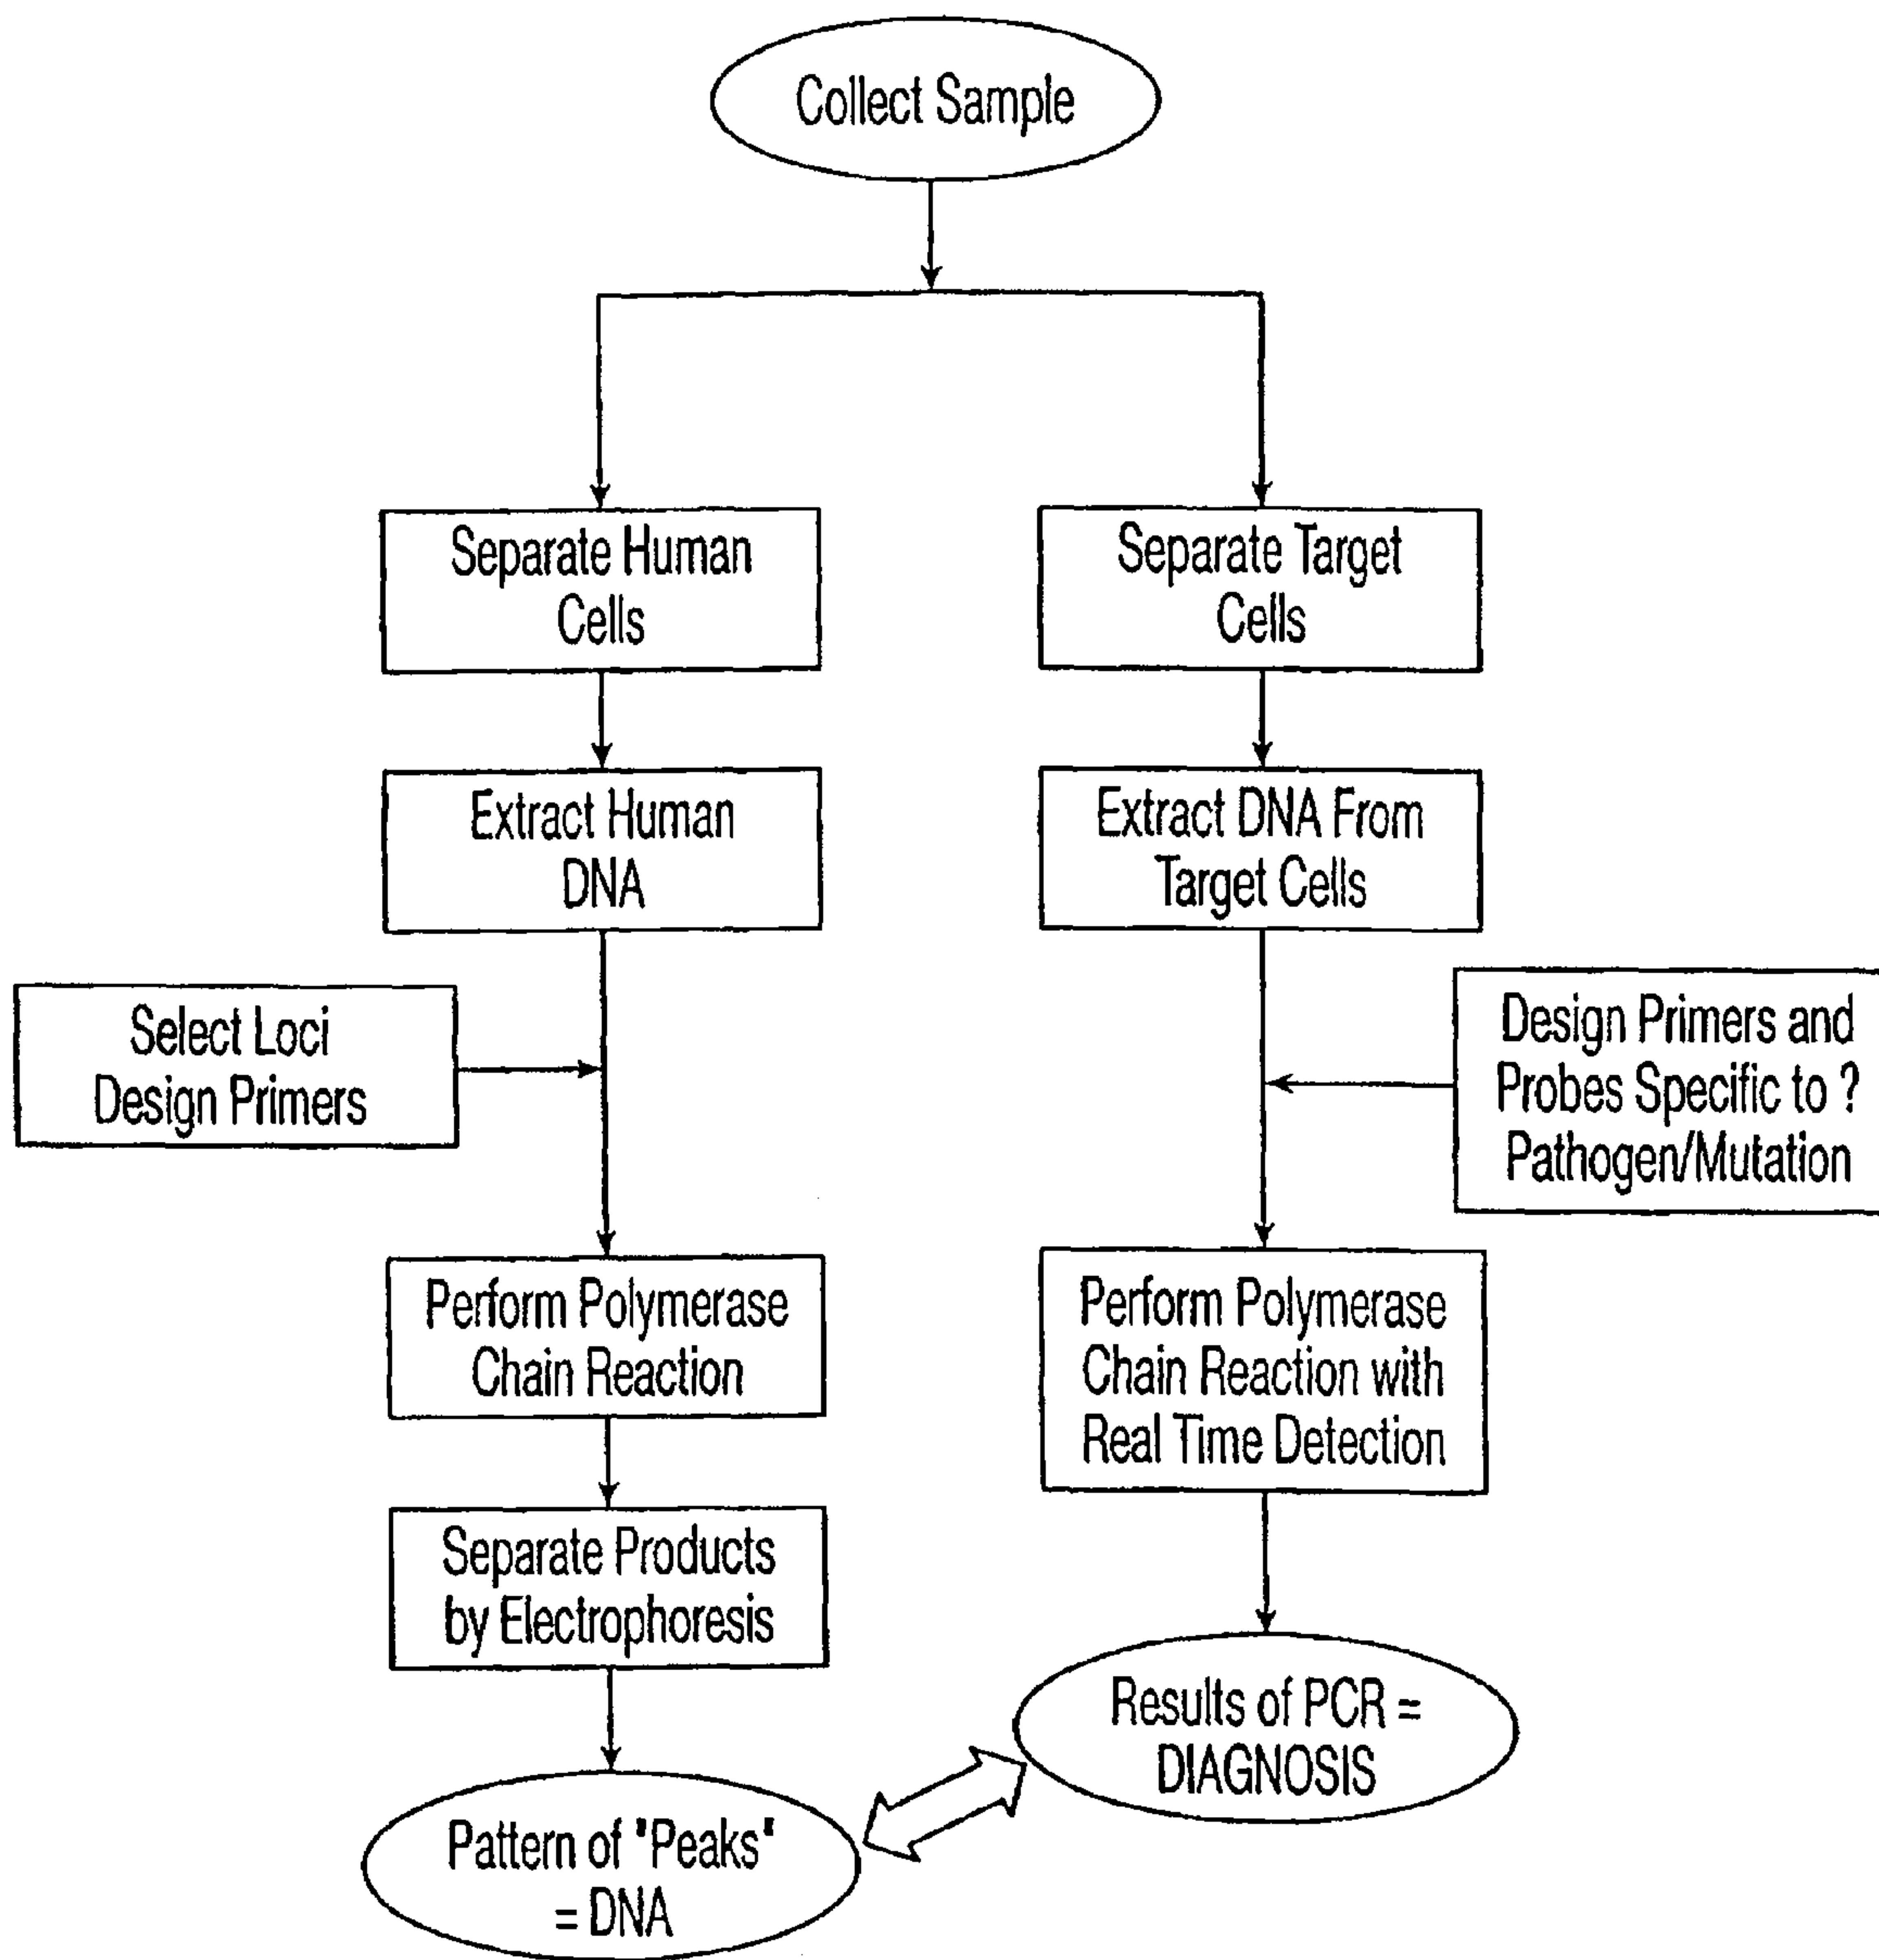 Collect Sample
Separate Human
Cells
Separate Target
Cells
Extract Human
DNA
Extract DNA From
Target Cells
Select Loci
Design Primers
Design Primers and
Probes Specific to ?
Pathogen/Mutation
Perform Polymerase
Chain Reaction
Perform Polymerase
Chain Reaction with
Real Time Detection
Separate Products
by Electrophoresis
Results of PCR =
DIAGNOSIS
Pattern of "Peaks"
= DNA